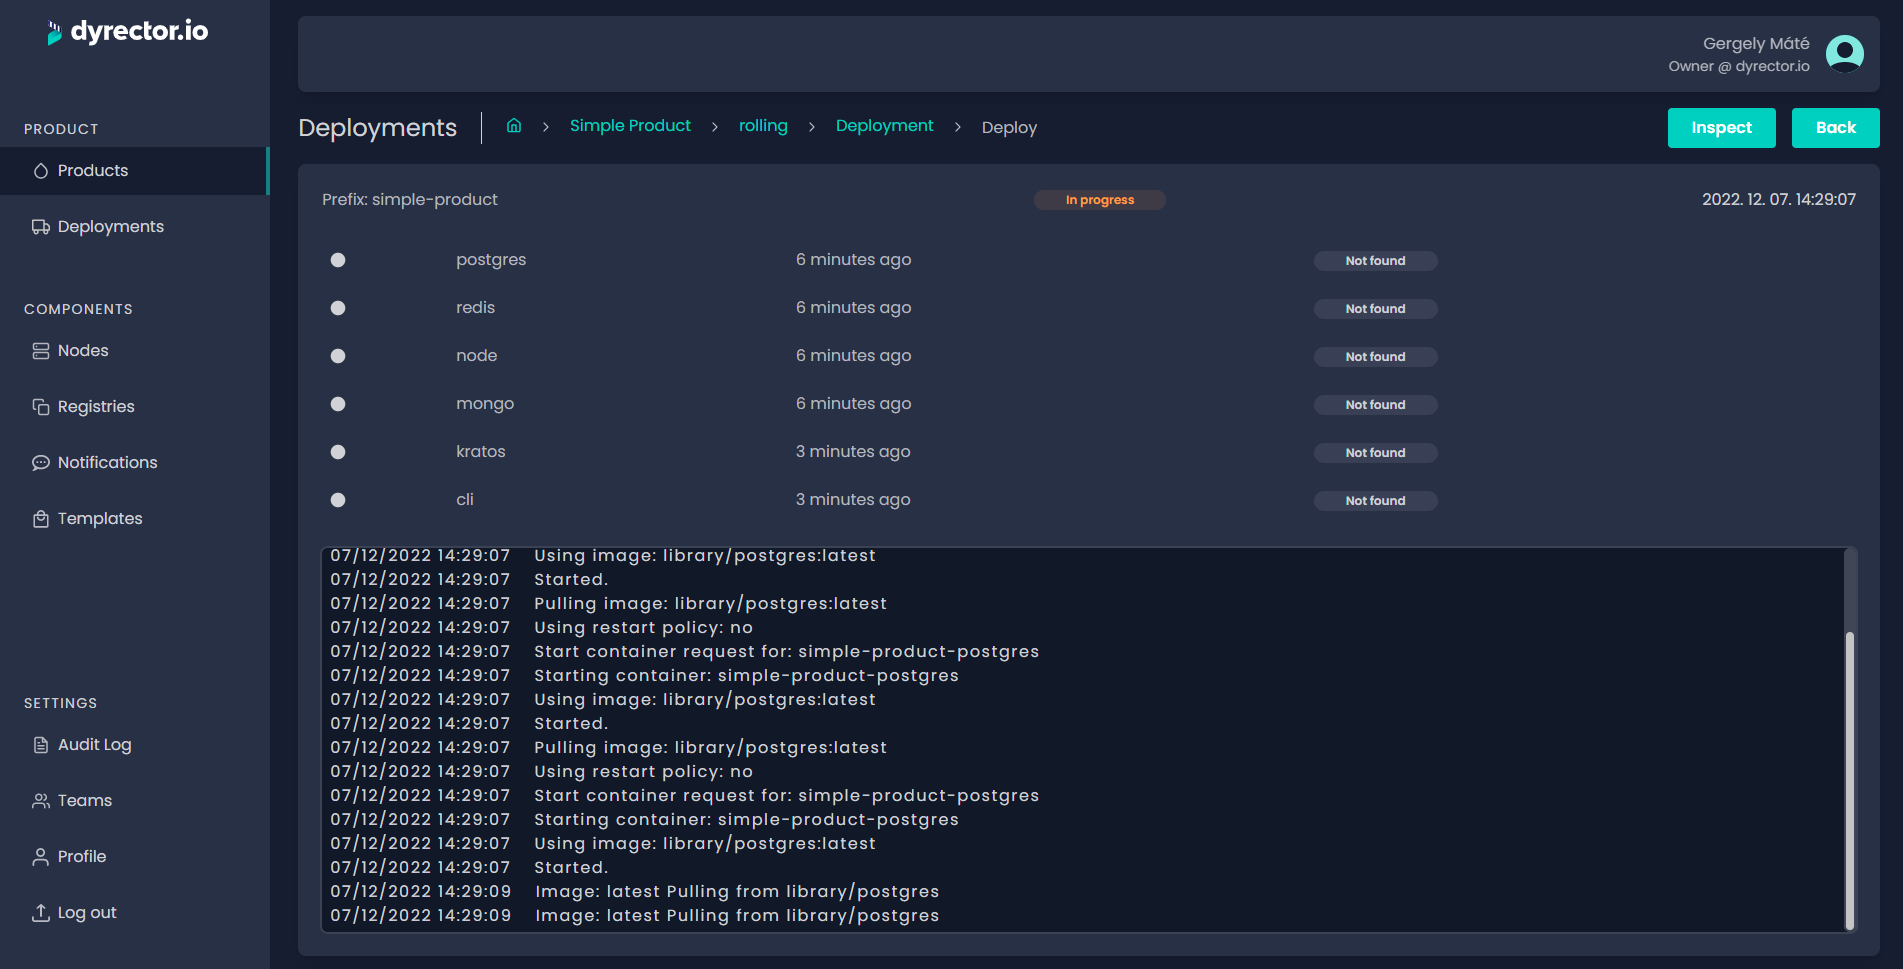 dyrector.io
PRODUCT
Products
Deployments
COMPONENTS
Nodes
Registries
Notifications
Templates
SETTINGS
Audit Log
Teams
Profile
Log out
Gergely Máté
Owner @ dyrector.io
Deployments
Simple Product > rolling > Deployment > Deploy
Inspect
Back
Prefix: simple-product In progress 2022. 12. 07. 14:29:07
postgres 6 minutes ago Not found
redis 6 minutes ago Not found
node 6 minutes ago Not found
mongo 6 minutes ago Not found
kratos 3 minutes ago Not found
cli 3 minutes ago Not found
07/12/2022 14:29:07 Using image: library/postgres:latest
07/12/2022 14:29:07 Started.
07/12/2022 14:29:07 Pulling image: library/postgres:latest
07/12/2022 14:29:07 Using restart policy: no
07/12/2022 14:29:07 Start container request for: simple-product-postgres
07/12/2022 14:29:07 Starting container: simple-product-postgres
07/12/2022 14:29:07 Using image: library/postgres:latest
07/12/2022 14:29:07 Started.
07/12/2022 14:29:07 Pulling image: library/postgres:latest
07/12/2022 14:29:07 Using restart policy: no
07/12/2022 14:29:07 Start container request for: simple-product-postgres
07/12/2022 14:29:07 Starting container: simple-product-postgres
07/12/2022 14:29:07 Using image: library/postgres:latest
07/12/2022 14:29:07 Started.
07/12/2022 14:29:09 Image: latest Pulling from library/postgres
07/12/2022 14:29:09 Image: latest Pulling from library/postgres